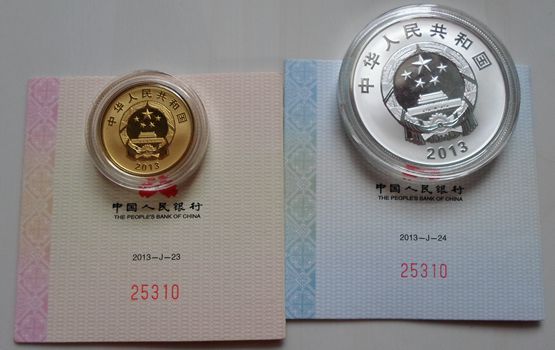 中华人民共和国
2013
中国人民银行
THE PEOPLE'S BANK OF CHINA
2013-J-23
25310
中华人民共和国
2013
中国人民银行
THE PEOPLE'S BANK OF CHINA
2013-J-24
25310